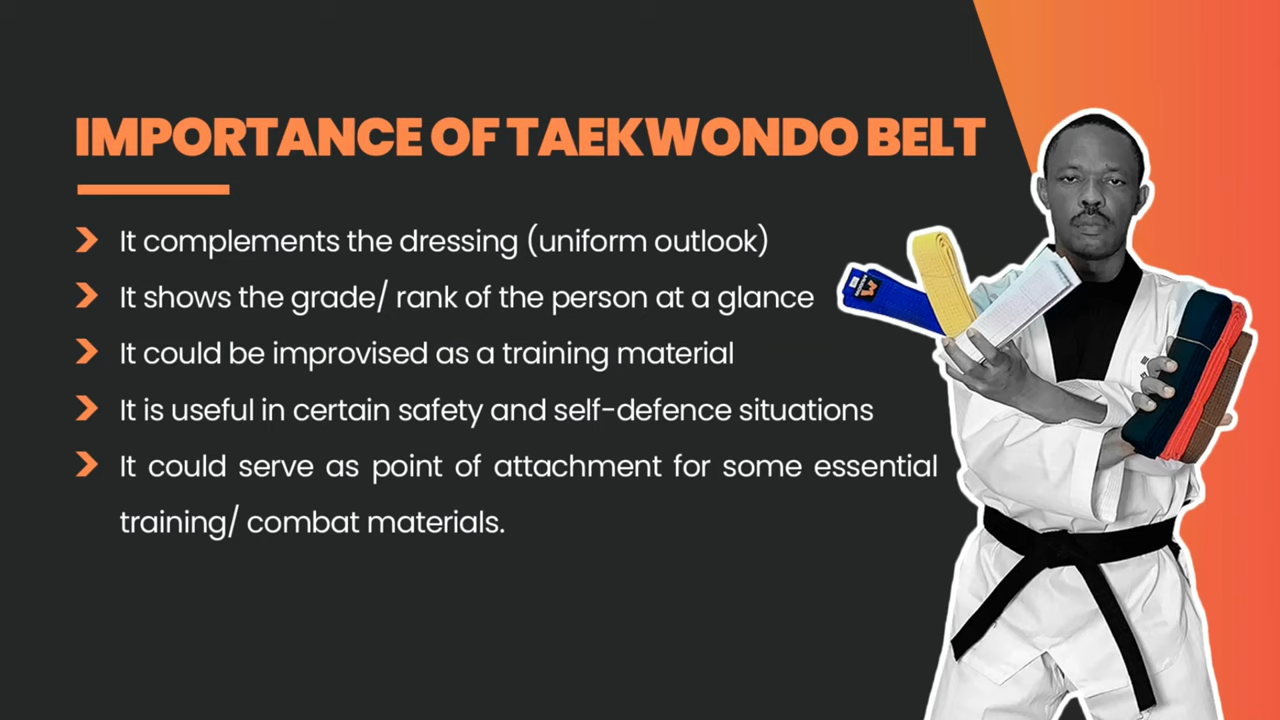 IMPORTANCE OF TAEKWONDO BELT
It complements the dressing (uniform outlook)
It shows the grade/ rank of the person at a glance
It could be improvised as a training material
It is useful in certain safety and self-defence situations
It could serve as point of attachment for some essential
training/ combat materials.